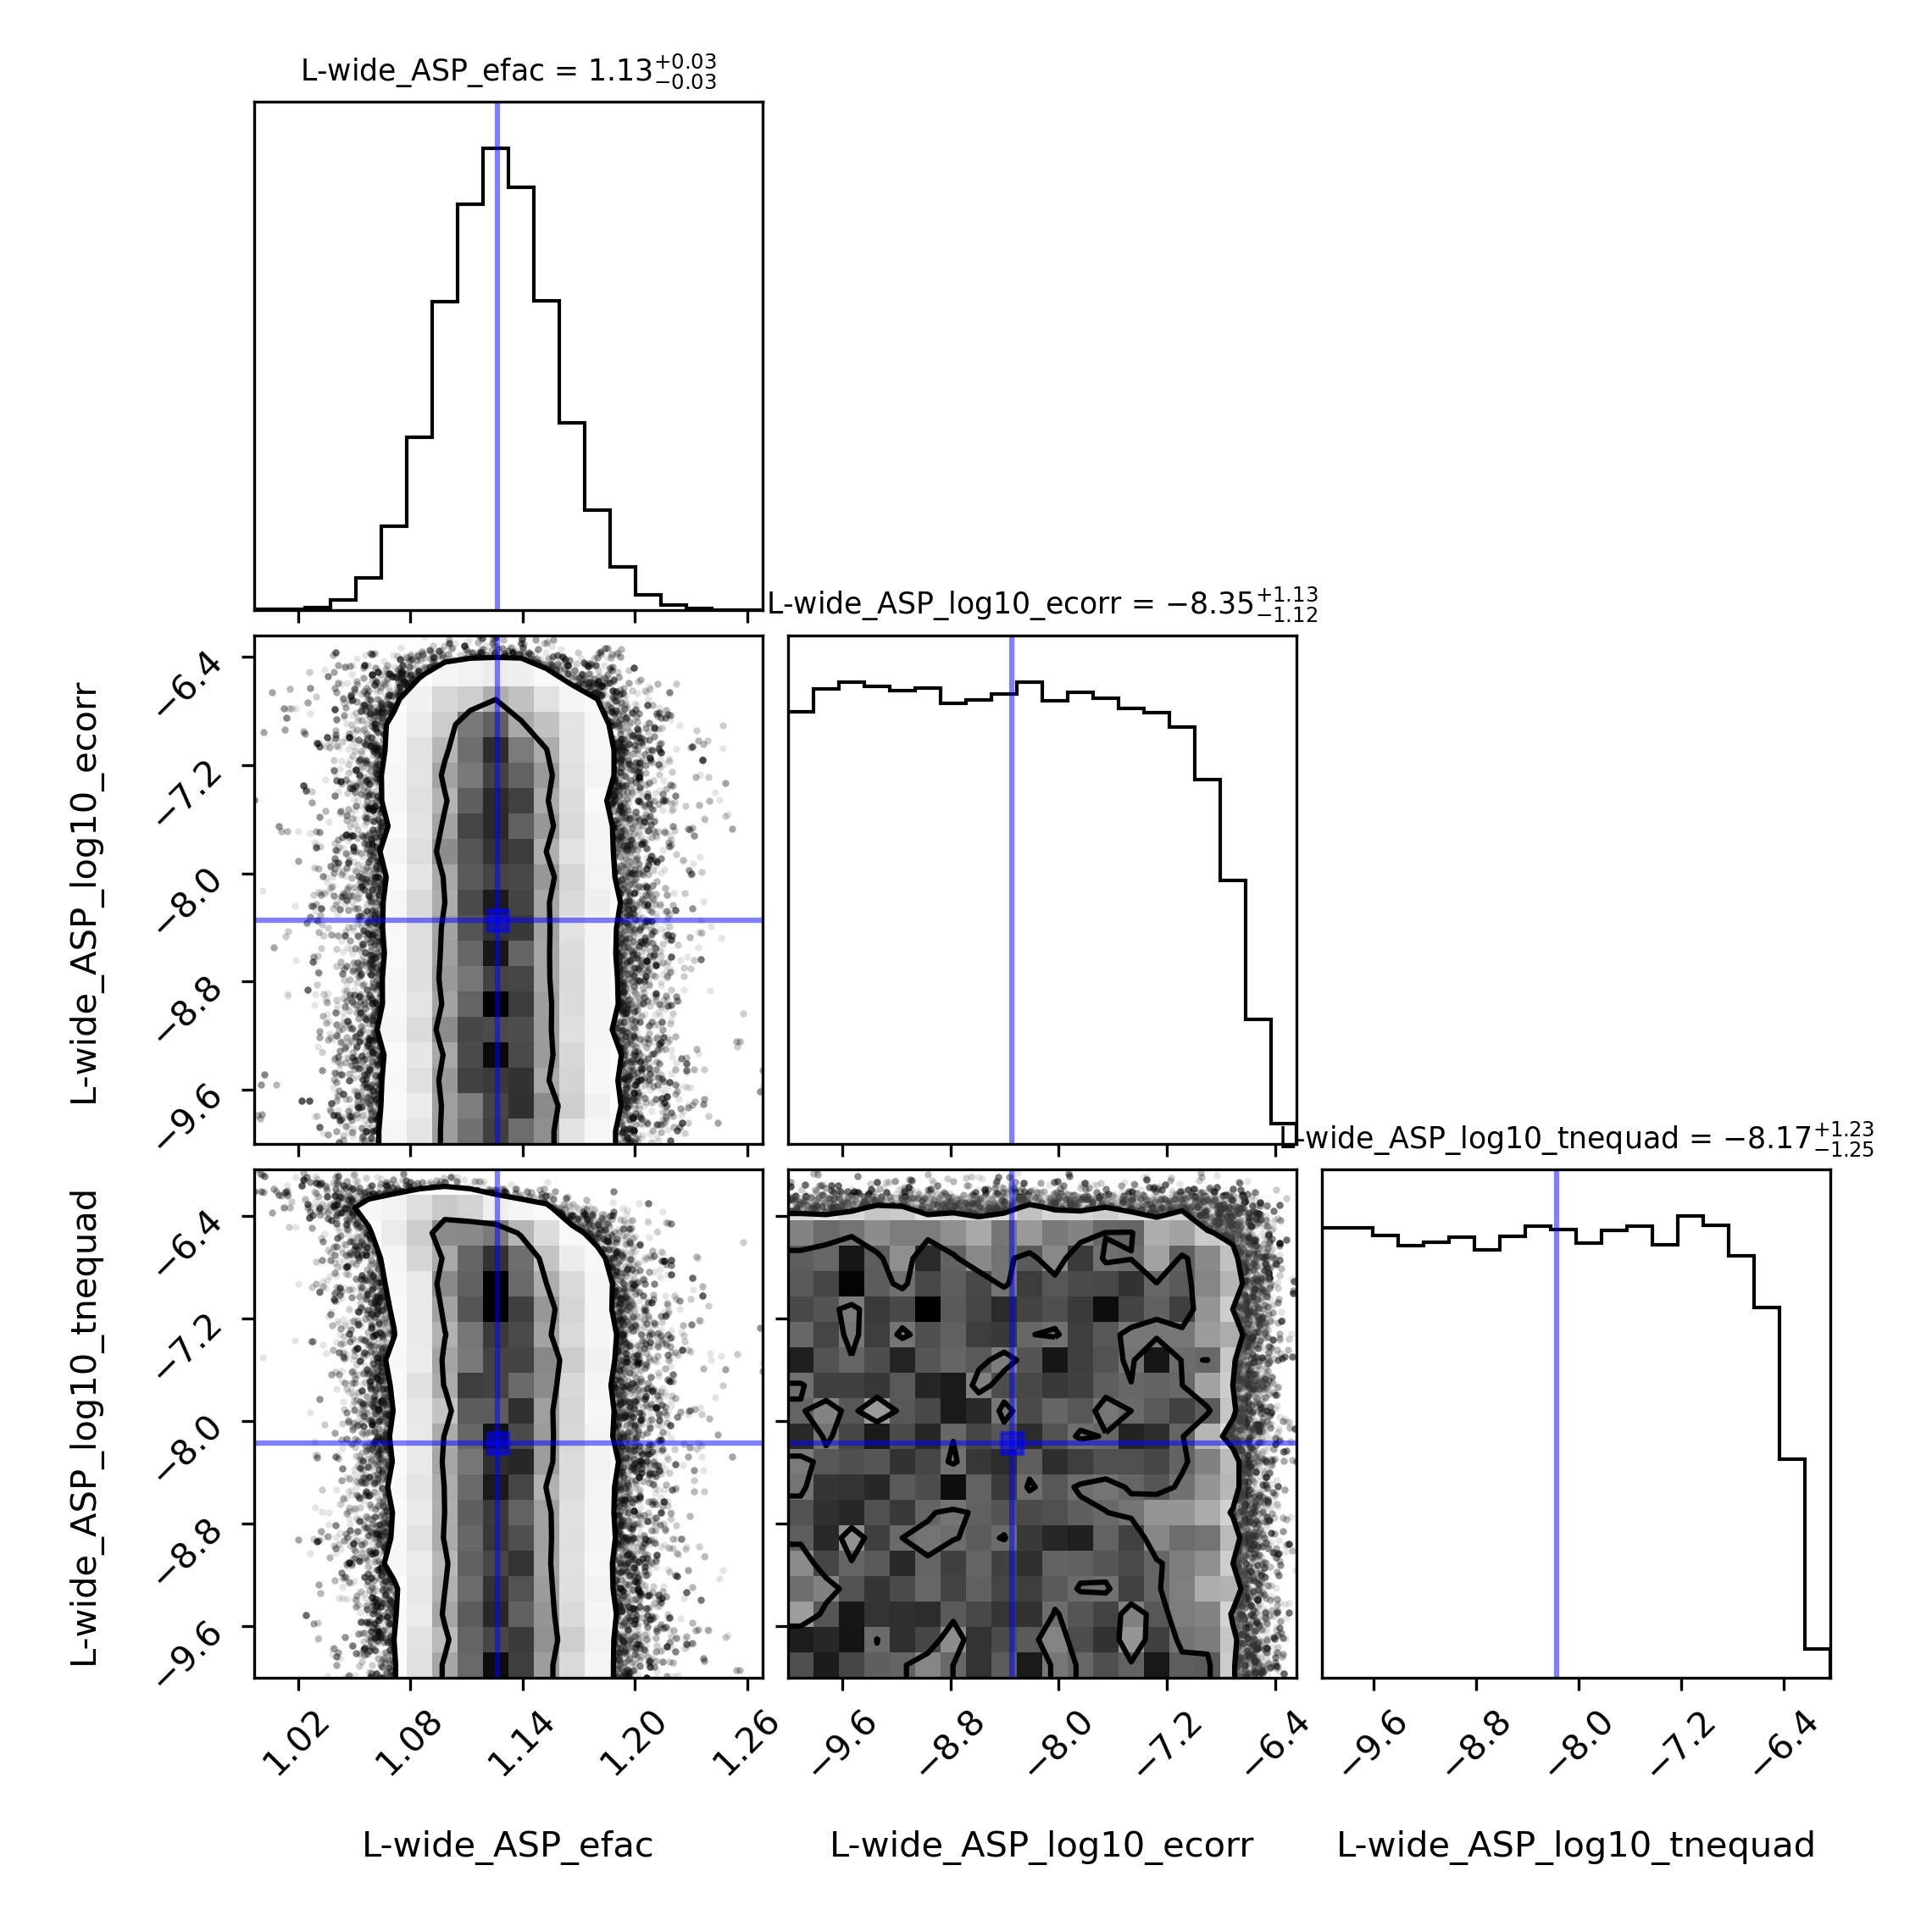 L-wide_ASP_efac = 1.13+0.03−0.03
L-wide_ASP_log10_ecorr = −8.35+1.13−1.12
L-wide_ASP_log10_ecorr
−6.4
−7.2
−8.0
−8.8
−9.6
L-wide_ASP_log10_tnequad = −8.17+1.23−1.25
L-wide_ASP_log10_tnequad
−6.4
−7.2
−8.0
−8.8
−9.6
1.02 1.08 1.14 1.20 1.26 −9.6 −8.8 −8.0 −7.2 −6.4 −9.6 −8.8 −8.0 −7.2 −6.4
L-wide_ASP_efac L-wide_ASP_log10_ecorr L-wide_ASP_log10_tnequad